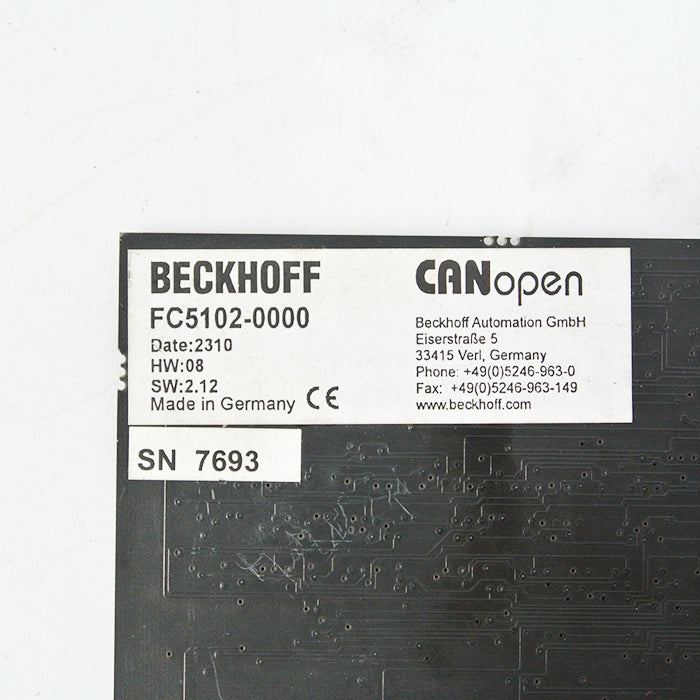 BECKHOFF
FC5102-0000
Date:2310
HW:08
SW:2.12
Made in Germany CE
CANopen
Beckhoff Automation GmbH
Eiserstraße 5
33415 Verl, Germany
Phone: +49(0)5246-963-0
Fax: +49(0)5246-963-149
www.beckhoff.com
SN 7693